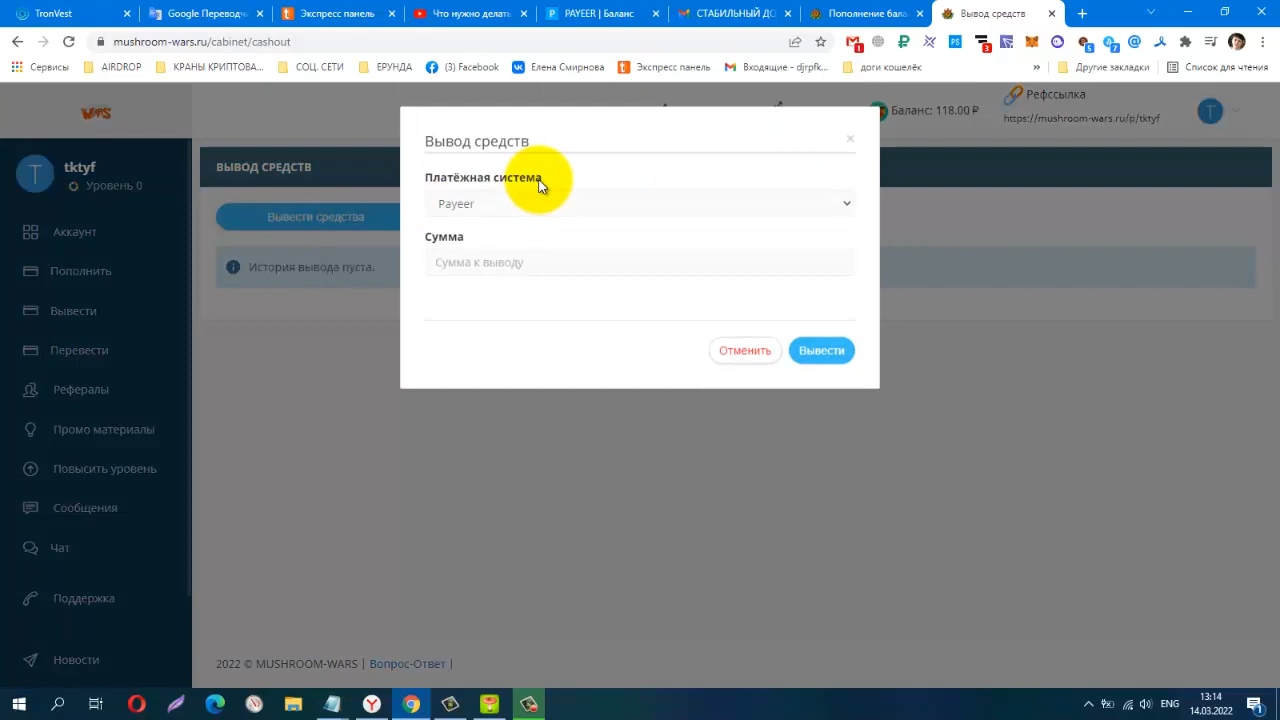 TronVest
Google Переводч
Экспресс панель
Что нужно делать
PAYEER | Баланс
СТАБИЛЬНЫЙ ДО
Пополнение бала
Вывод средств
mushroom-wars.ru/cabinet/cashout
Сервисы
AIRDROP
КРАНЫ КРИПТОВА...
СОЦ. СЕТИ
ЕРУНДА
(3) Facebook
Елена Смирнова
Экспресс панель
Входящие - djrpfk...
доги кошелёк
»
Другие закладки
Список для чтения
WARS
Баланс: 118.00 ₽
Рефссылка
https://mushroom-wars.ru/p/tktyf
T
T
tktyf
Уровень 0
Аккаунт
Пополнить
Вывести
Перевести
Рефералы
Промо материалы
Повысить уровень
Сообщения
Чат
Поддержка
Новости
ВЫВОД СРЕДСТВ
Вывести средства
История вывода пуста.
Вывод средств
×
Платёжная система
Payeer
Сумма
Сумма к выводу
Отменить
Вывести
2022 © MUSHROOM-WARS | Вопрос-Ответ |
ENG
13:14
14.03.2022